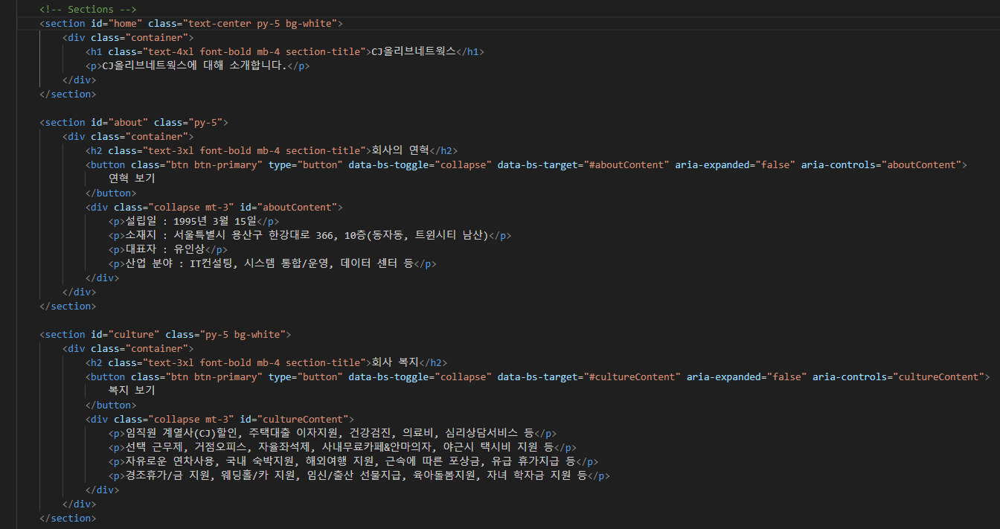 <!-- Sections -->
<section id="home" class="text-center py-5 bg-white">
<div class="container">
<h1 class="text-4xl font-bold mb-4 section-title">CJ올리브네트웍스</h1>
<p>CJ올리브네트웍스에 대해 소개합니다.</p>
</div>
</section>
<section id="about" class="py-5">
<div class="container">
<h2 class="text-3xl font-bold mb-4 section-title">회사의 연혁</h2>
<button class="btn btn-primary" type="button" data-bs-toggle="collapse" data-bs-target="#aboutContent" aria-expanded="false" aria-controls="aboutContent">
연혁 보기
</button>
<div class="collapse mt-3" id="aboutContent">
<p>설립일 : 1995년 3월 15일</p>
<p>소재지 : 서울특별시 용산구 한강대로 366, 10층(동자동, 트윈시티 남산)</p>
<p>대표자 : 유인상</p>
<p>산업 분야 : IT컨설팅, 시스템 통합/운영, 데이터 센터 등</p>
</div>
</div>
</section>
<section id="culture" class="py-5 bg-white">
<div class="container">
<h2 class="text-3xl font-bold mb-4 section-title">회사 복지</h2>
<button class="btn btn-primary" type="button" data-bs-toggle="collapse" data-bs-target="#cultureContent" aria-expanded="false" aria-controls="cultureContent">
복지 보기
</button>
<div class="collapse mt-3" id="cultureContent">
<p>임직원 계열사(CJ)할인, 주택대출 이자지원, 건강검진, 의료비, 심리상담서비스 등</p>
<p>선택 근무제, 거점오피스, 자율좌석제, 사내무료카페&안마의자, 야근시 택시비 지원 등</p>
<p>자유로운 연차사용, 국내 숙박지원, 해외여행 지원, 근속에 따른 포상금, 유급 휴가지급 등</p>
<p>경조휴가/금 지원, 웨딩홀/카 지원, 임신/출산 선물지급, 육아돌봄지원, 자녀 학자금 지원 등</p>
</div>
</div>
</section>